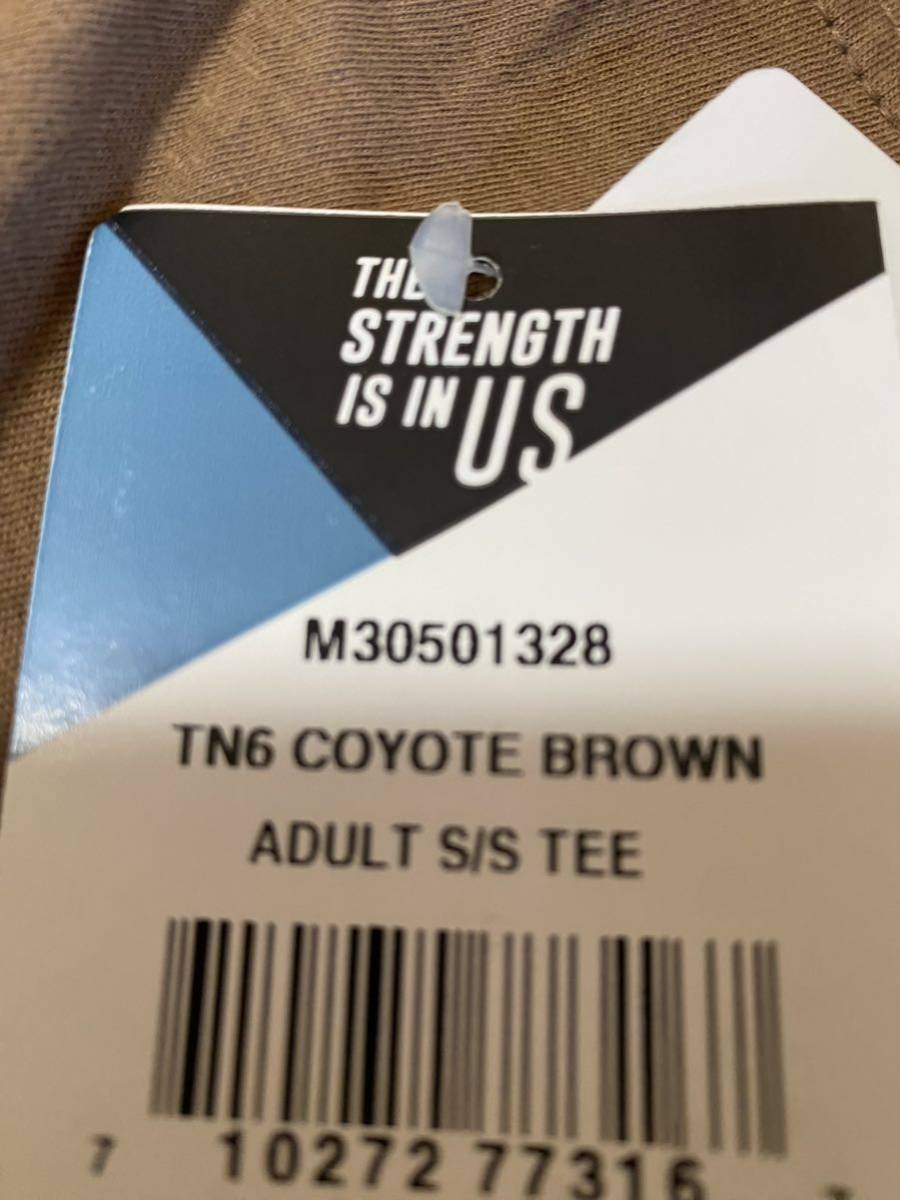 THE
STRENGTH
IS IN US
M30501328
TN6 COYOTE BROWN
ADULT S/S TEE
7 10272 77316